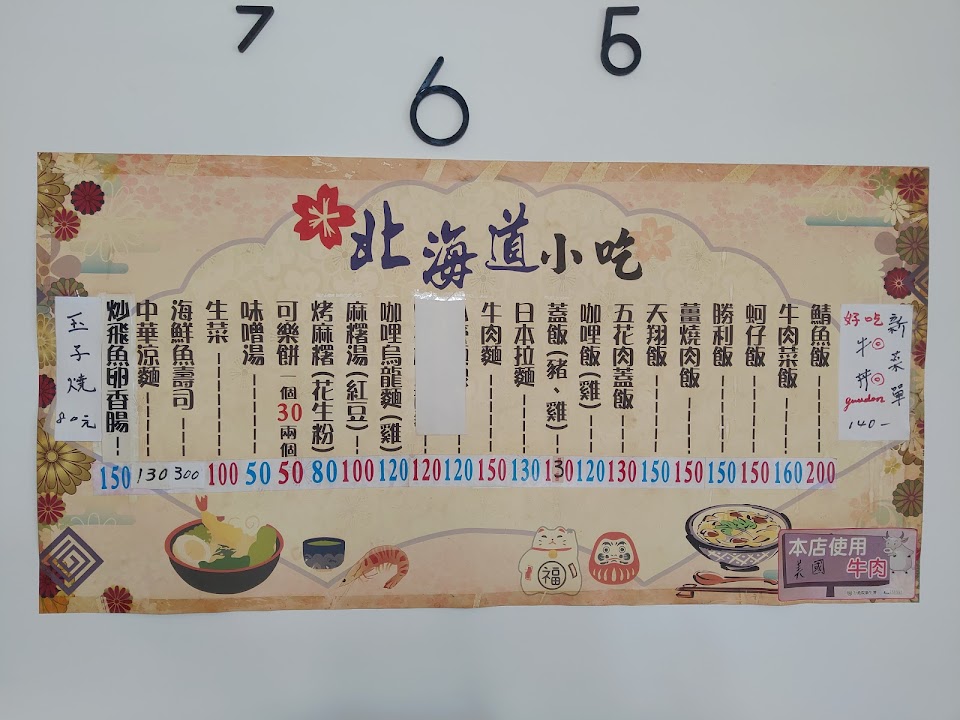 7
6
5
北海道小吃
新菜單
好吃
牛
140-
鯖魚飯 200
牛肉菜飯 160
蚵仔飯 150
勝利飯 150
薑燒肉飯 150
天翔飯 150
五花肉蓋飯 130
咖哩飯(雞) 120
蓋飯(豬、雞) 130
日本拉麵 130
牛肉麵 150
120
120
咖哩烏龍麵(雞) 120
麻糬湯(紅豆) 100
烤麻糬(花生粉) 80
可樂餅 一個30兩個 50
味噌湯 50
生菜 100
海鮮魚壽司 300
中華涼麵 130
炒飛魚卵香腸 150
玉子燒
80元
福
本店使用
美國 牛肉